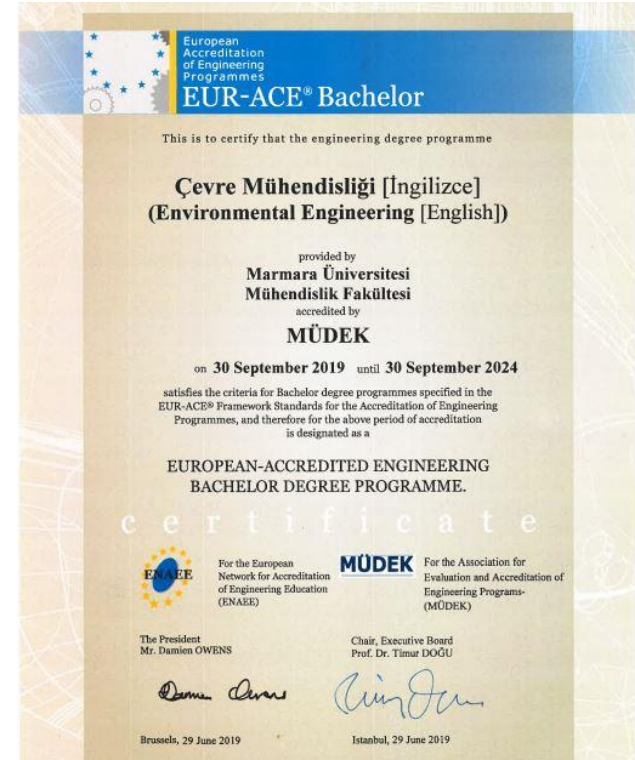 European
Accreditation
of Engineering
Programmes
EUR-ACE® Bachelor
This is to certify that the engineering degree programme
Çevre Mühendisliği [İngilizce]
(Environmental Engineering [English])
provided by
Marmara Üniversitesi
Mühendislik Fakültesi
accredited by
MÜDEK
on 30 September 2019 until 30 September 2024
satisfies the criteria for Bachelor degree programmes specified in the
EUR-ACE® Framework Standards for the Accreditation of Engineering
Programmes, and therefore for the above period of accreditation
is designated as a
EUROPEAN-ACCREDITED ENGINEERING
BACHELOR DEGREE PROGRAMME.
certificate
ENAEE
For the European
Network for Accreditation
of Engineering Education
(ENAEE)
MÜDEK
For the Association for
Evaluation and Accreditation of
Engineering Programs-
(MÜDEK)
The President
Mr. Damien OWENS
Chair, Executive Board
Prof. Dr. Timur DOĞU
Damien Owens
Brussels, 29 June 2019
Istanbul, 29 June 2019